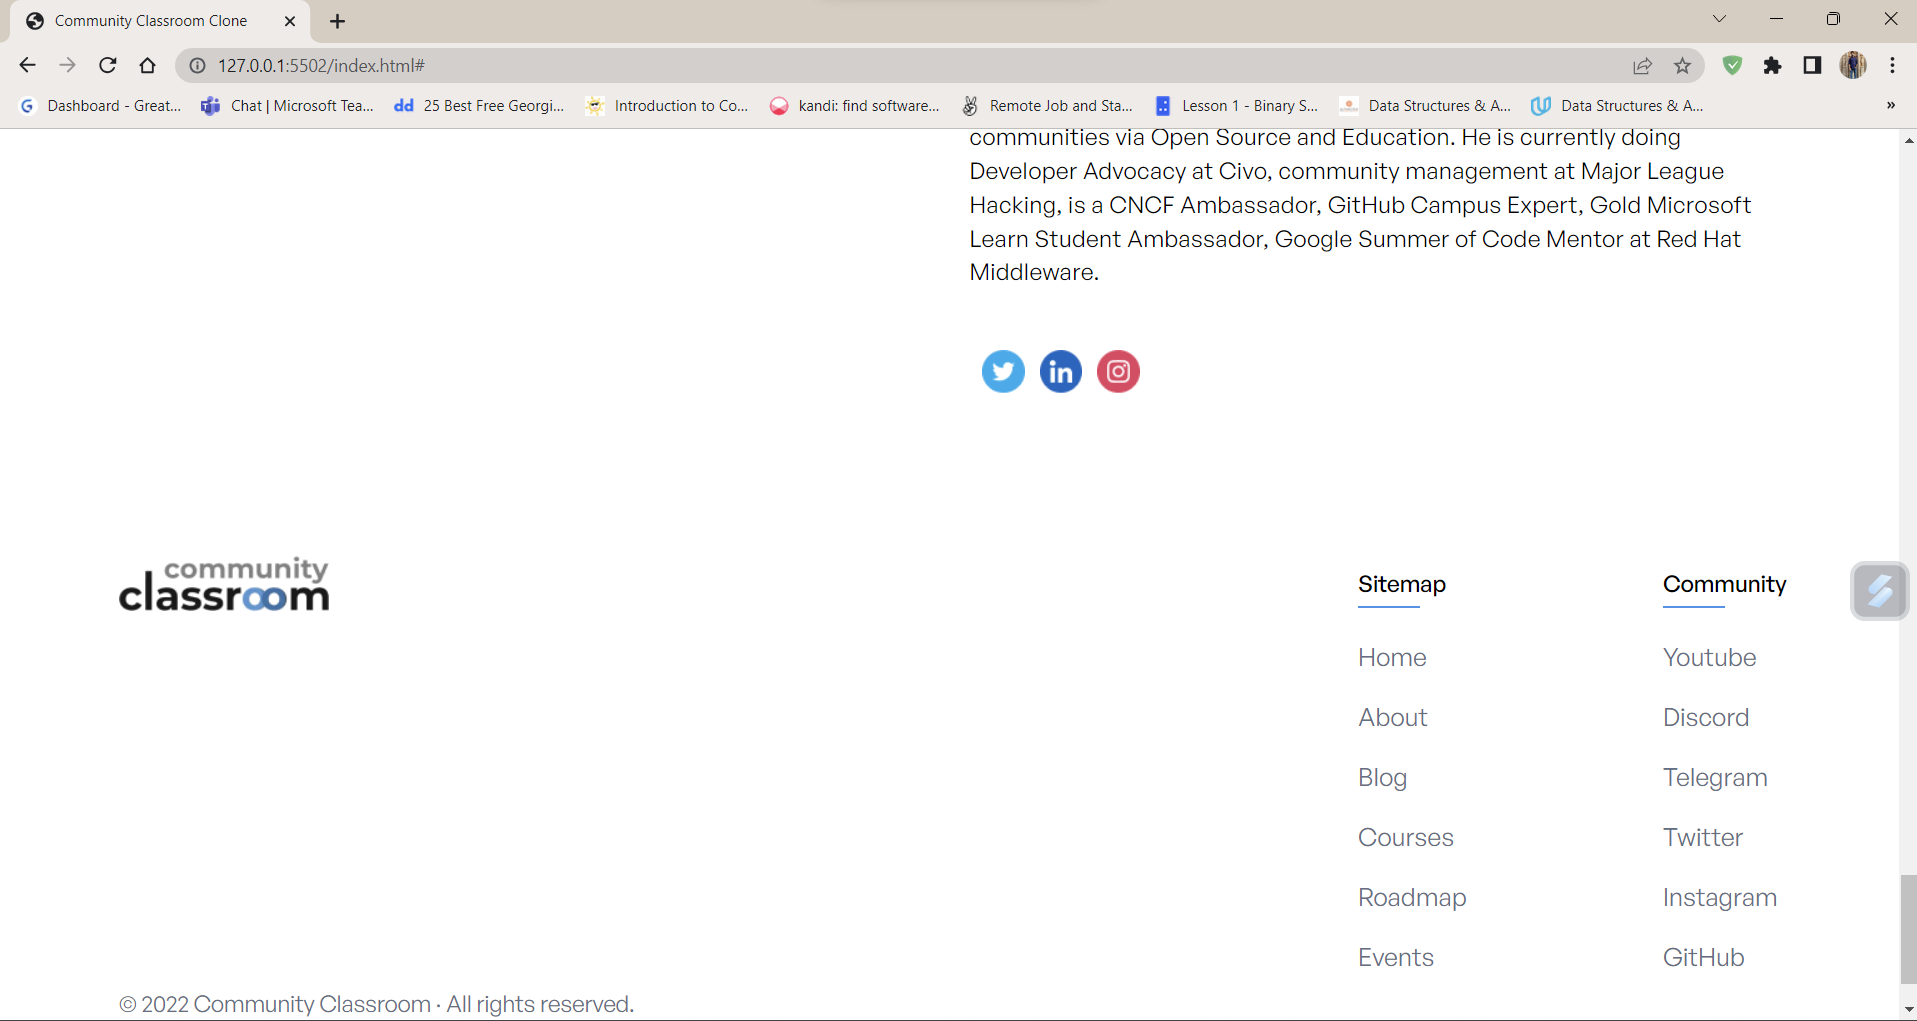 Community Classroom Clone
127.0.0.1:5502/index.html#
Dashboard - Great...
Chat | Microsoft Tea...
dd 25 Best Free Georgi...
Introduction to Co...
kandi: find software...
Remote Job and Sta...
Lesson 1 - Binary S...
Data Structures & A...
Data Structures & A...
»
communities via Open Source and Education. He is currently doing
Developer Advocacy at Civo, community management at Major League
Hacking, is a CNCF Ambassador, GitHub Campus Expert, Gold Microsoft
Learn Student Ambassador, Google Summer of Code Mentor at Red Hat
Middleware.
in
community
classroom
Sitemap
Home
About
Blog
Courses
Roadmap
Events
Community
Youtube
Discord
Telegram
Twitter
Instagram
GitHub
© 2022 Community Classroom · All rights reserved.